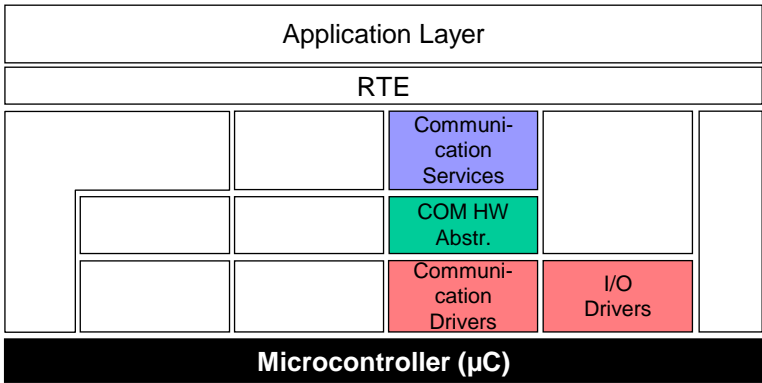 Application Layer
RTE
Communi-
cation
Services
COM HW
Abstr.
Communi-
cation
Drivers
I/O
Drivers
Microcontroller (µC)